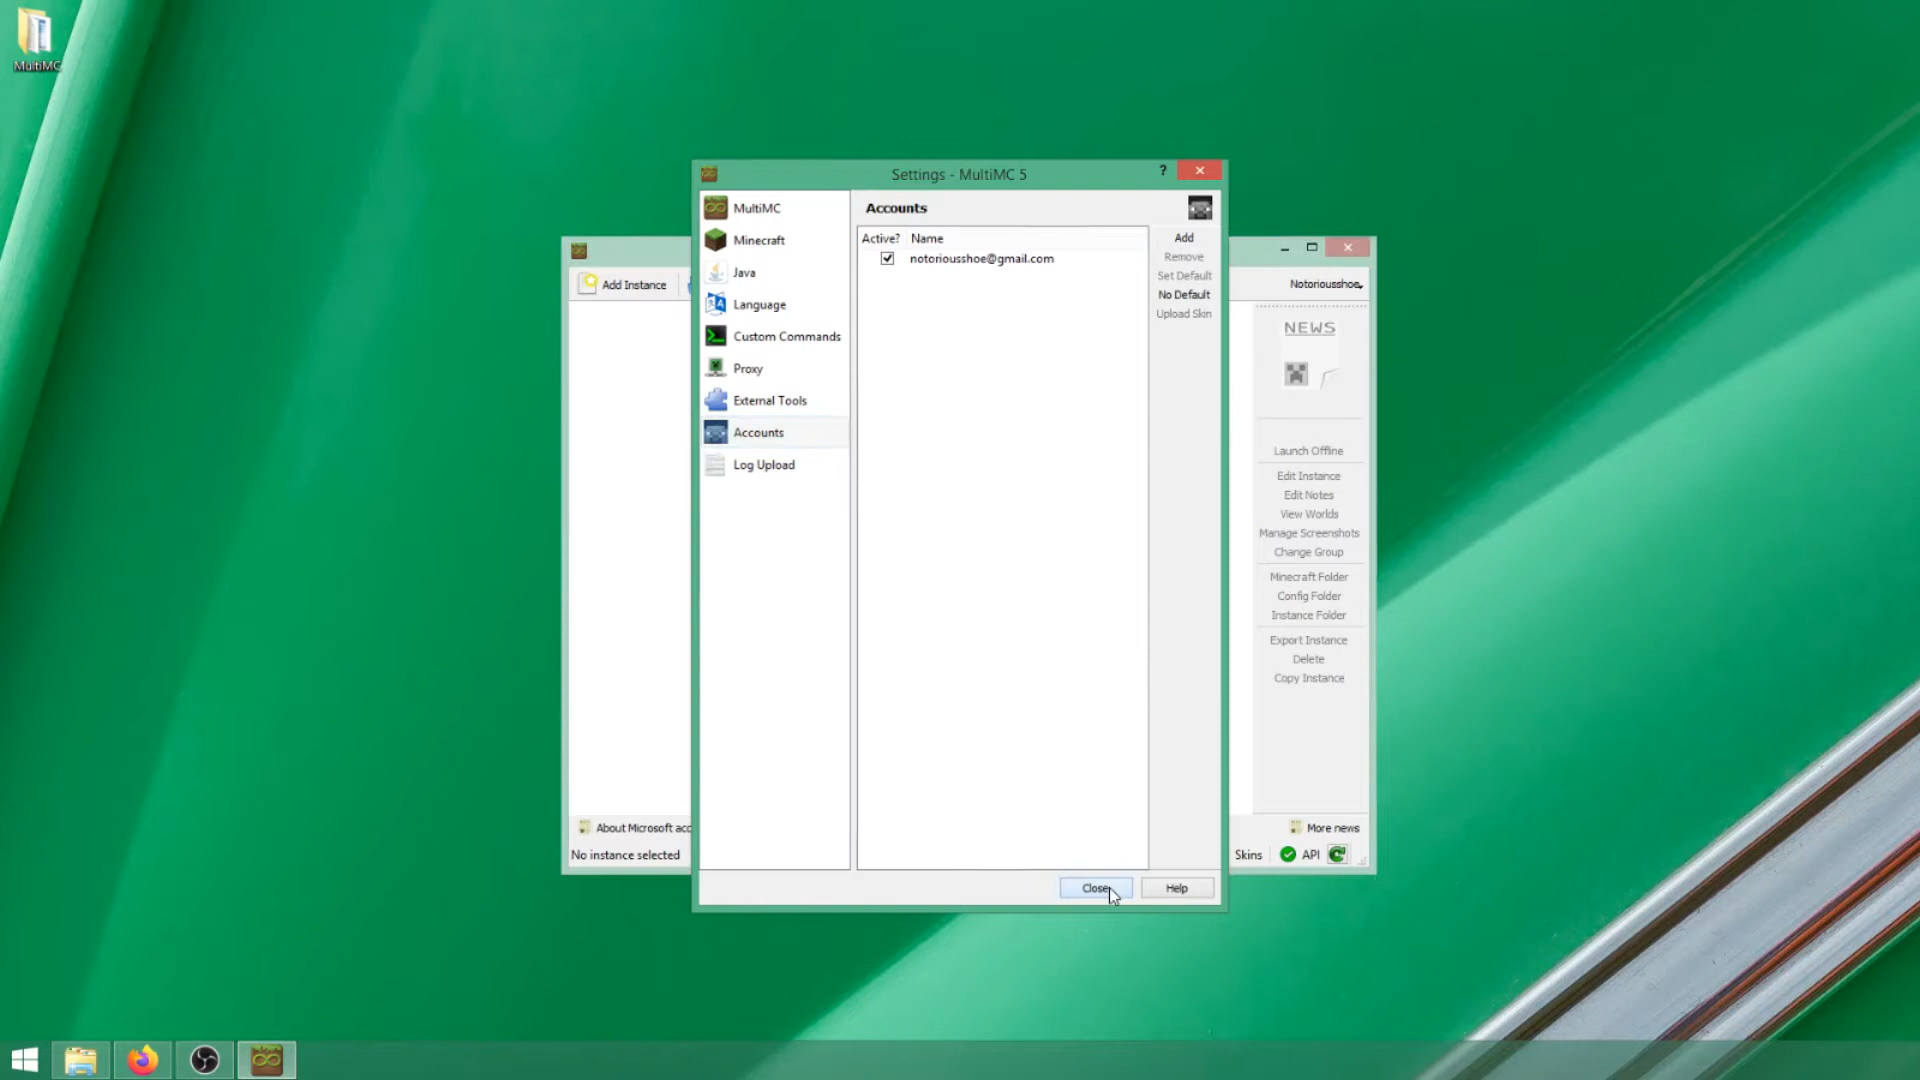 MultiMC
Settings - MultiMC 5
?
MultiMC
Minecraft
Java
Language
Custom Commands
Proxy
External Tools
Accounts
Log Upload
Accounts
Active?
Name
notoriousshoe@gmail.com
Add
Remove
Set Default
No Default
Upload Skin
Close
Help
Add Instance
Notoriousshoe
NEWS
Launch Offline
Edit Instance
Edit Notes
View Worlds
Manage Screenshots
Change Group
Minecraft Folder
Config Folder
Instance Folder
Export Instance
Delete
Copy Instance
About Microsoft acc
More news
No instance selected
Skins
API